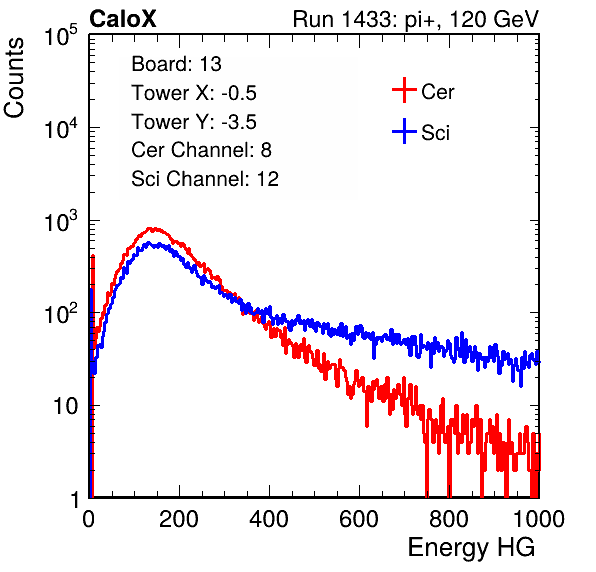 CaloX Run 1433: pi+, 120 GeV
Counts
Board: 13
Tower X: -0.5
Tower Y: -3.5
Cer Channel: 8
Sci Channel: 12
Cer
Sci
10^5
10^4
10^3
10^2
10
1
0 200 400 600 800 1000
Energy HG